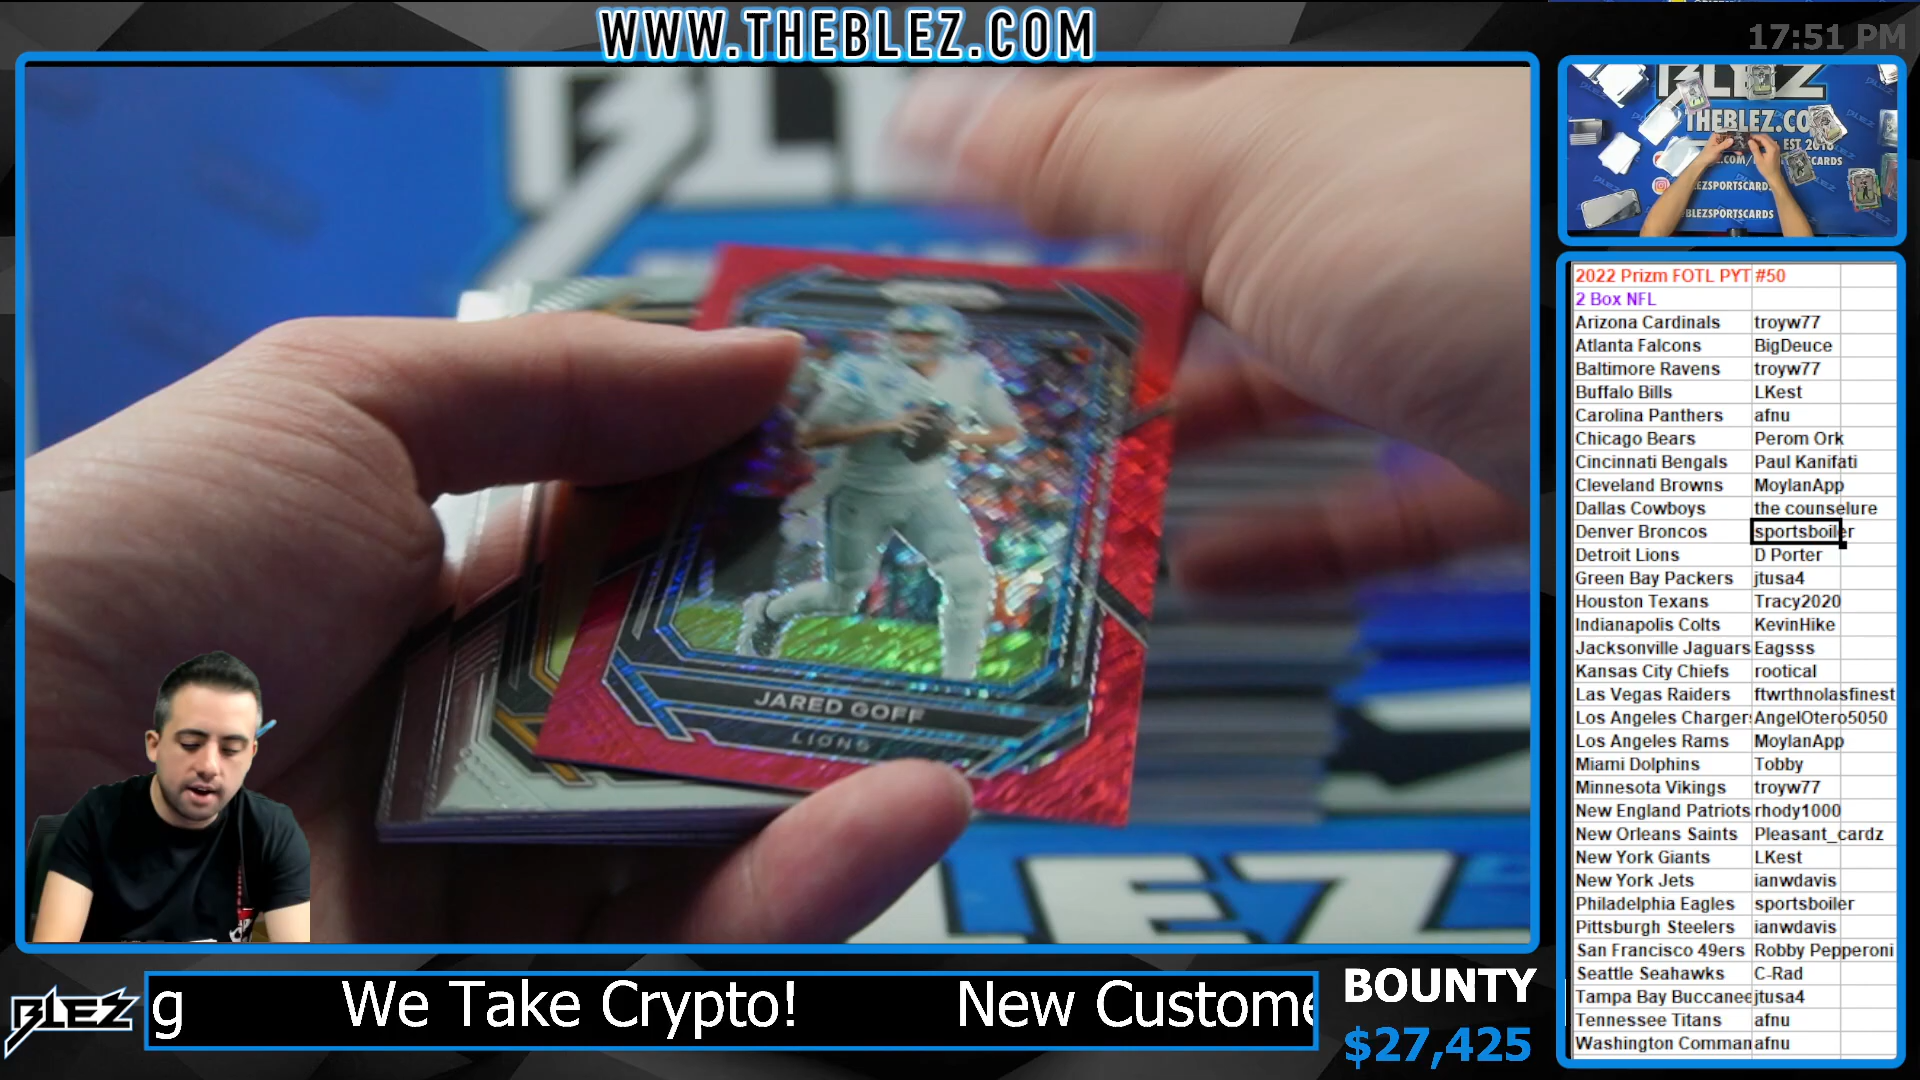 WWW.THEBLEZ.COM
17:51 PM
THEBLEZ.CO
EST 2016
BLEZSPORTSCARDS
JARED GOFF
LIONS
2022 Prizm FOTL PYT #50
2 Box NFL
Arizona Cardinals troyw77
Atlanta Falcons BigDeuce
Baltimore Ravens troyw77
Buffalo Bills LKest
Carolina Panthers afnu
Chicago Bears Perom Ork
Cincinnati Bengals Paul Kanifati
Cleveland Browns MoylanApp
Dallas Cowboys the counselure
Denver Broncos sportsboiler
Detroit Lions D Porter
Green Bay Packers jtusa4
Houston Texans Tracy2020
Indianapolis Colts KevinHike
Jacksonville Jaguars Eagsss
Kansas City Chiefs rootical
Las Vegas Raiders ftwrthnolasfinest
Los Angeles Charger AngelOtero5050
Los Angeles Rams MoylanApp
Miami Dolphins Tobby
Minnesota Vikings troyw77
New England Patriots rhody1000
New Orleans Saints Pleasant_cardz
New York Giants LKest
New York Jets ianwdavis
Philadelphia Eagles sportsboiler
Pittsburgh Steelers ianwdavis
San Francisco 49ers Robby Pepperoni
Seattle Seahawks C-Rad
Tampa Bay Buccanee jtusa4
Tennessee Titans afnu
Washington Comman afnu
BLEZ
g We Take Crypto! New Custome
BOUNTY
$27,425